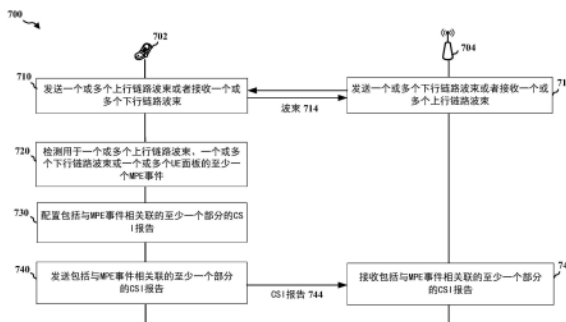 700
702
704
710
发送一个或多个上行链路波束或者接收一个或
多个下行链路波束
波束 714
发送一个或多个下行链路波束或者接收一个或
多个上行链路波束
720
检测用于一个或多个上行链路波束、一个或多
个下行链路波束或一个或多个UE面板的至少一
个MPE事件
730
配置包括与MPE事件相关联的至少一个部分的CS
I报告
740
发送包括与MPE事件相关联的至少一个部分
的CSI报告
CSI报告 744
接收包括与MPE事件相关联的至少一个部分
的CSI报告